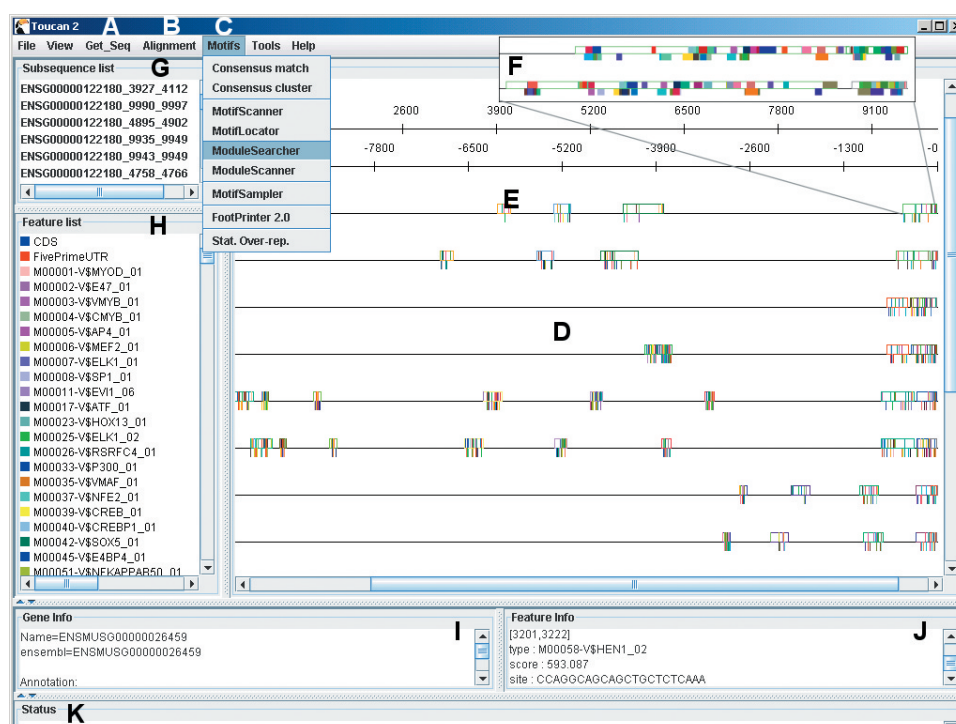 Toucan 2
A B C
File View Get_Seq Alignment Motifs Tools Help
Subsequence list G
ENSG00000122180_3927_4112
ENSG00000122180_9990_9997
ENSG00000122180_4895_4902
ENSG00000122180_9935_9949
ENSG00000122180_9943_9949
ENSG00000122180_4758_4766
Consensus match
Consensus cluster
MotifScanner
MotifLocator
ModuleSearcher
ModuleScanner
MotifSampler
FootPrinter 2.0
Stat. Over-rep.
F
2600 3900 5200 6500 7800 9100
-7800 -6500 -5200 -3900 -2600 -1300 -0
E
D
Feature list H
CDS
FivePrimeUTR
M00001-V$MYOD_01
M00002-V$E47_01
M00003-V$VMYB_01
M00004-V$CMYB_01
M00005-V$AP4_01
M00006-V$MEF2_01
M00007-V$ELK1_01
M00008-V$SP1_01
M00011-V$EVI1_06
M00017-V$ATF_01
M00023-V$HOX13_01
M00025-V$ELK1_02
M00026-V$RSRFC4_01
M00033-V$P300_01
M00035-V$VMAF_01
M00037-V$NFE2_01
M00039-V$CREB_01
M00040-V$CREBP1_01
M00042-V$SOX5_01
M00045-V$E4BP4_01
M00051-V$NFKAPPAB50_01
Gene Info I
Name=ENSMUSG00000026459
ensembl=ENSMUSG00000026459
Annotation:
Feature Info J
[3201,3222]
type : M00058-V$HEN1_02
score : 593.087
site : CCAGGCAGCAGCTGCTCTCAAA
Status K